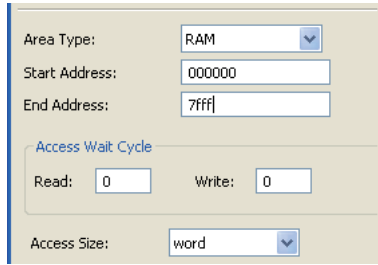 Area Type: RAM
Start Address: 000000
End Address: 7fff
Access Wait Cycle
Read: 0 Write: 0
Access Size: word